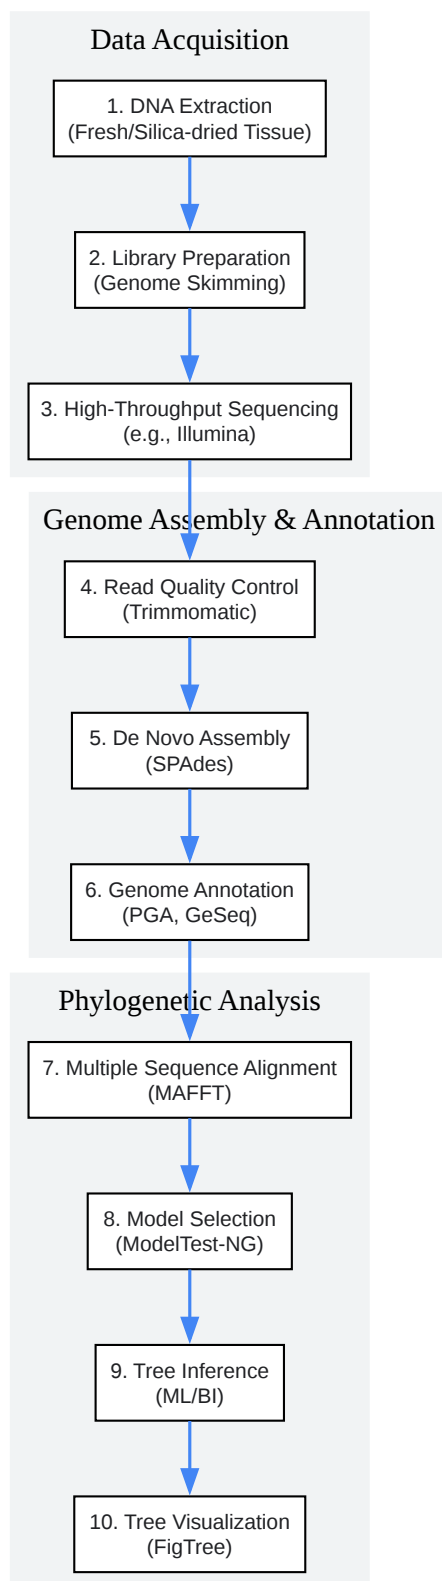 Data Acquisition
1. DNA Extraction
(Fresh/Silica-dried Tissue)
2. Library Preparation
(Genome Skimming)
3. High-Throughput Sequencing
(e.g., Illumina)
Genome Assembly & Annotation
4. Read Quality Control
(Trimmomatic)
5. De Novo Assembly
(SPAdes)
6. Genome Annotation
(PGA, GeSeq)
Phylogenetic Analysis
7. Multiple Sequence Alignment
(MAFFT)
8. Model Selection
(ModelTest-NG)
9. Tree Inference
(ML/BI)
10. Tree Visualization
(FigTree)